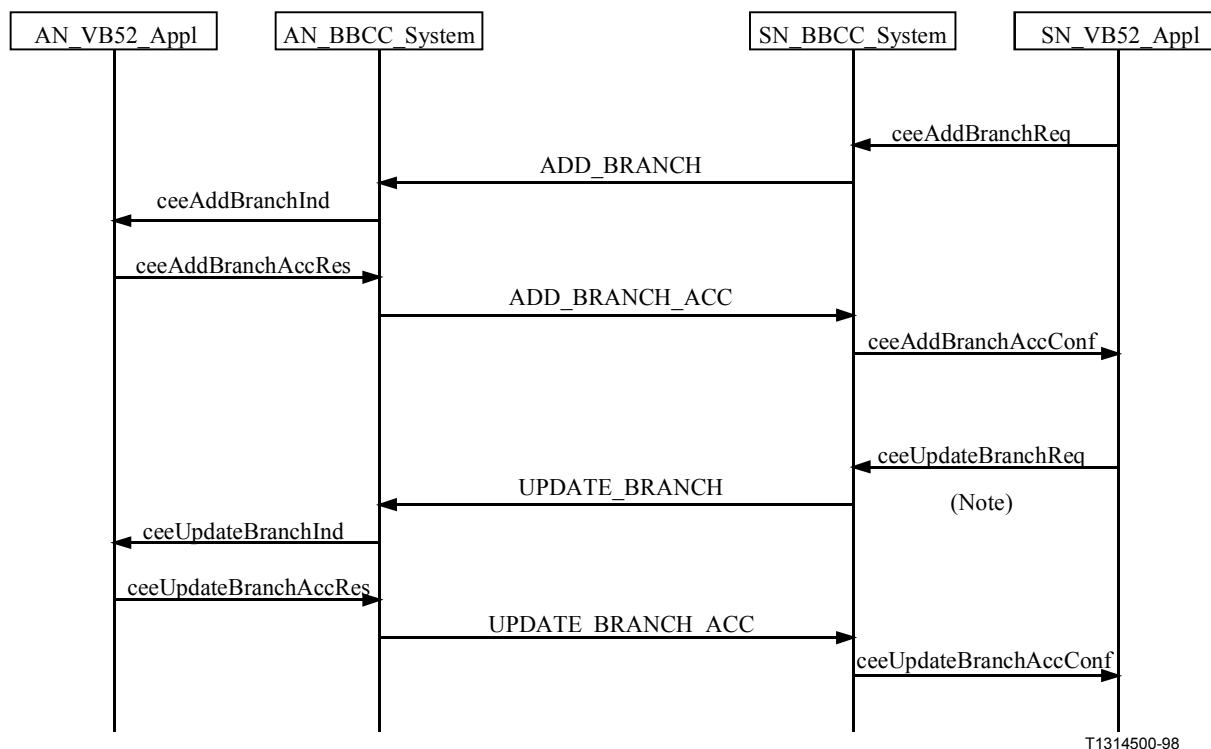 AN_VB52_Appl
AN_BBCC_System
SN_BBCC_System
SN_VB52_Appl
ceeAddBranchReq
ADD_BRANCH
ceeAddBranchInd
ceeAddBranchAccRes
ADD_BRANCH_ACC
ceeAddBranchAccConf
ceeUpdateBranchReq
UPDATE_BRANCH
(Note)
ceeUpdateBranchInd
ceeUpdateBranchAccRes
UPDATE_BRANCH_ACC
ceeUpdateBranchAccConf
T1314500-98